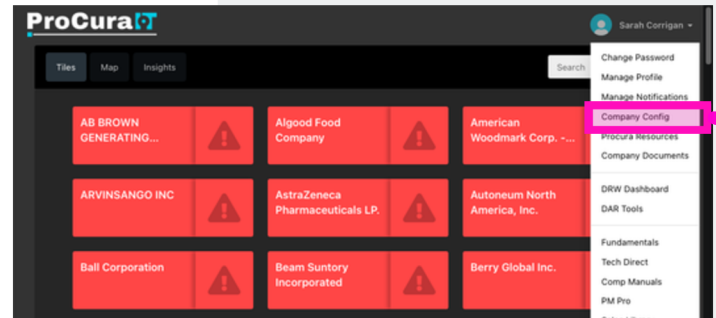 ProCuraIoT
Sarah Corrigan
Tiles Map Insights
Search
Change Password
Manage Profile
Manage Notifications
Company Config
Procura Resources
Company Documents
DRW Dashboard
DAR Tools
Fundamentals
Tech Direct
Comp Manuals
PM Pro
AB BROWN
GENERATING...
Algood Food
Company
American
Woodmark Corp. -...
ARVINSANGO INC
AstraZeneca
Pharmaceuticals LP.
Autoneum North
America, Inc.
Ball Corporation
Beam Suntory
Incorporated
Berry Global Inc.